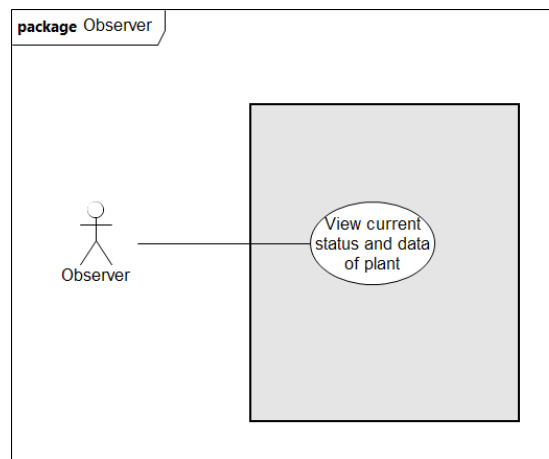 package Observer
View current
status and data
of plant
Observer